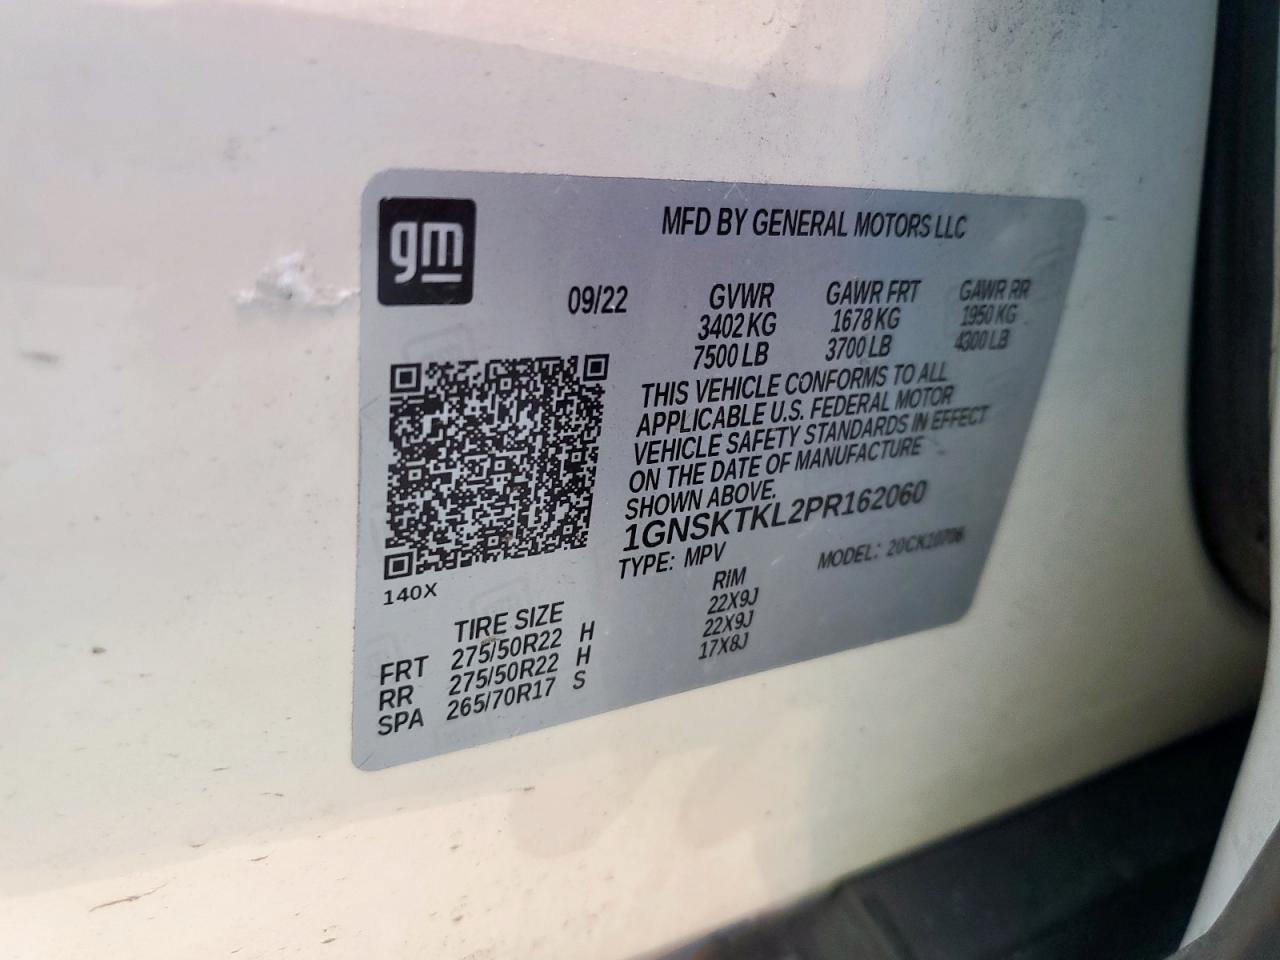 gm
MFD BY GENERAL MOTORS LLC
09/22 GVWR GAWR FRT GAWR RR
3402 KG 1678 KG 1950 KG
7500 LB 3700 LB 4300 LB
THIS VEHICLE CONFORMS TO ALL
APPLICABLE U.S. FEDERAL MOTOR
VEHICLE SAFETY STANDARDS IN EFFECT
ON THE DATE OF MANUFACTURE
SHOWN ABOVE.
1GNSKTKL2PR162060
TYPE: MPV MODEL: 20CK10706
140X
TIRE SIZE RIM
FRT 275/50R22 H 22X9J
RR 275/50R22 H 22X9J
SPA 265/70R17 S 17X8J